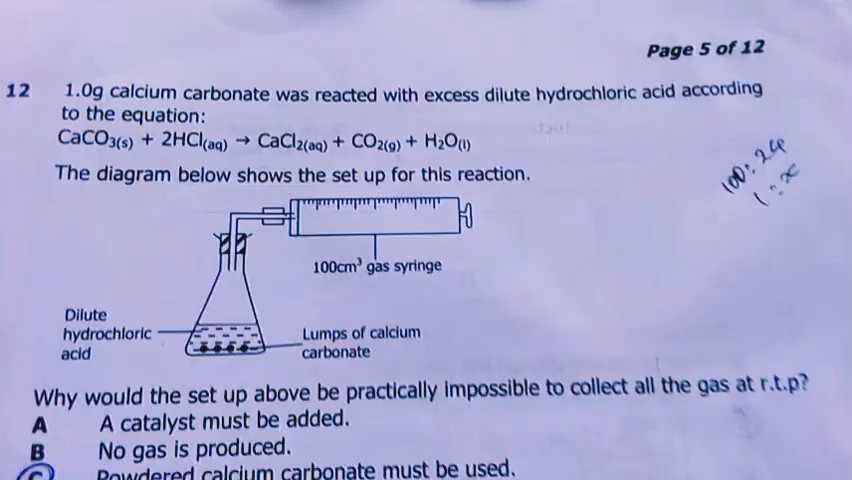 Page 5 of 12
12 1.0g calcium carbonate was reacted with excess dilute hydrochloric acid according
to the equation:
CaCO3(s) + 2HCl(aq) → CaCl2(aq) + CO2(g) + H2O(l)
100: 24
1 : x
The diagram below shows the set up for this reaction.
100cm³ gas syringe
Dilute
hydrochloric
acid
Lumps of calcium
carbonate
Why would the set up above be practically impossible to collect all the gas at r.t.p?
A A catalyst must be added.
B No gas is produced.
C Powdered calcium carbonate must be used.